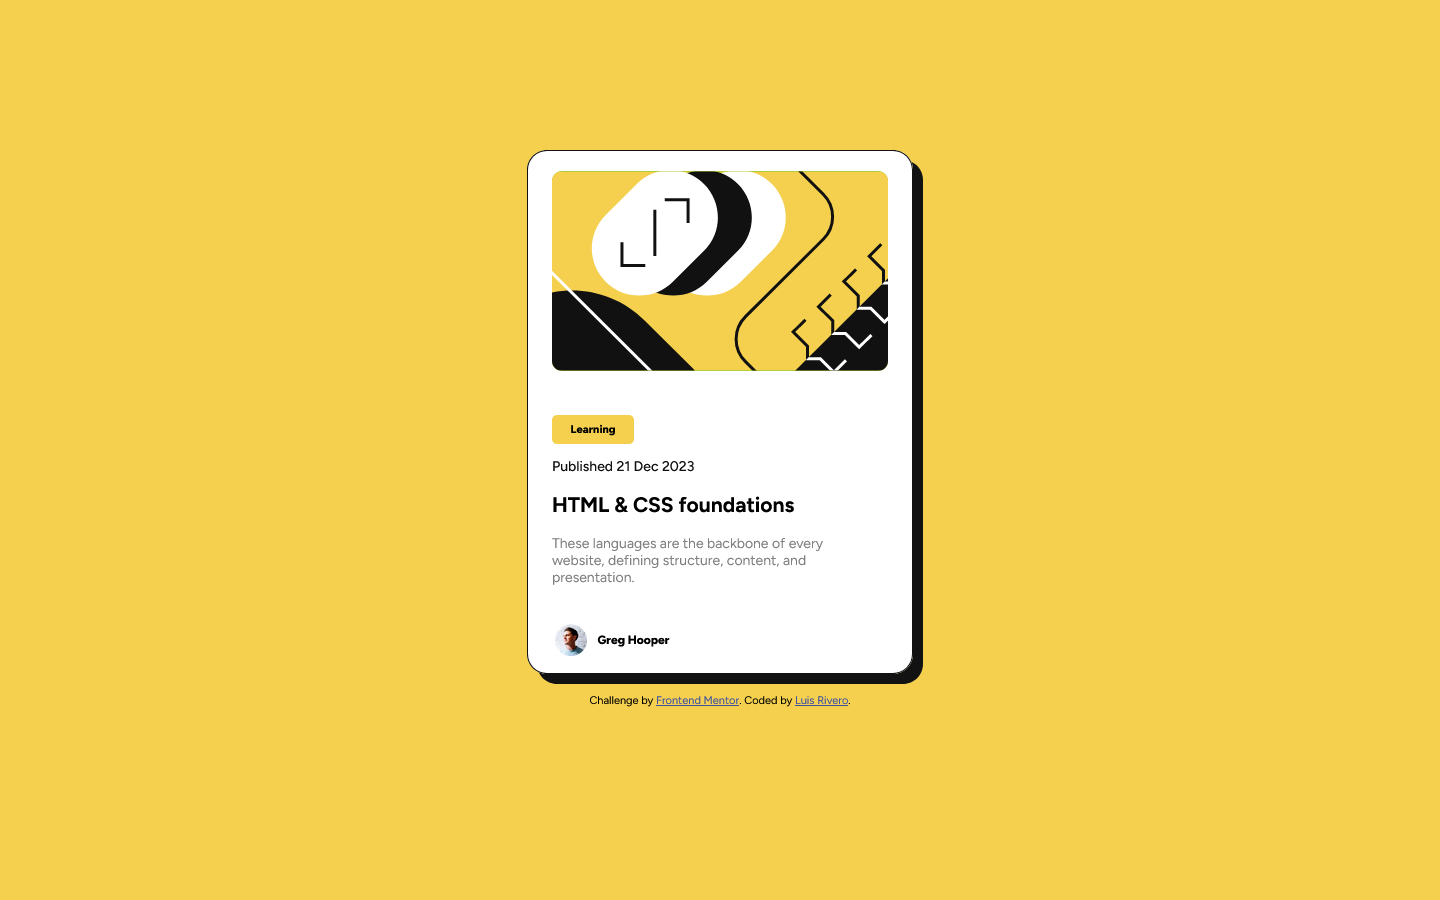 Learning
Published 21 Dec 2023
HTML & CSS foundations
These languages are the backbone of every
website, defining structure, content, and
presentation.
Greg Hooper
Challenge by Frontend Mentor. Coded by Luis Rivero.